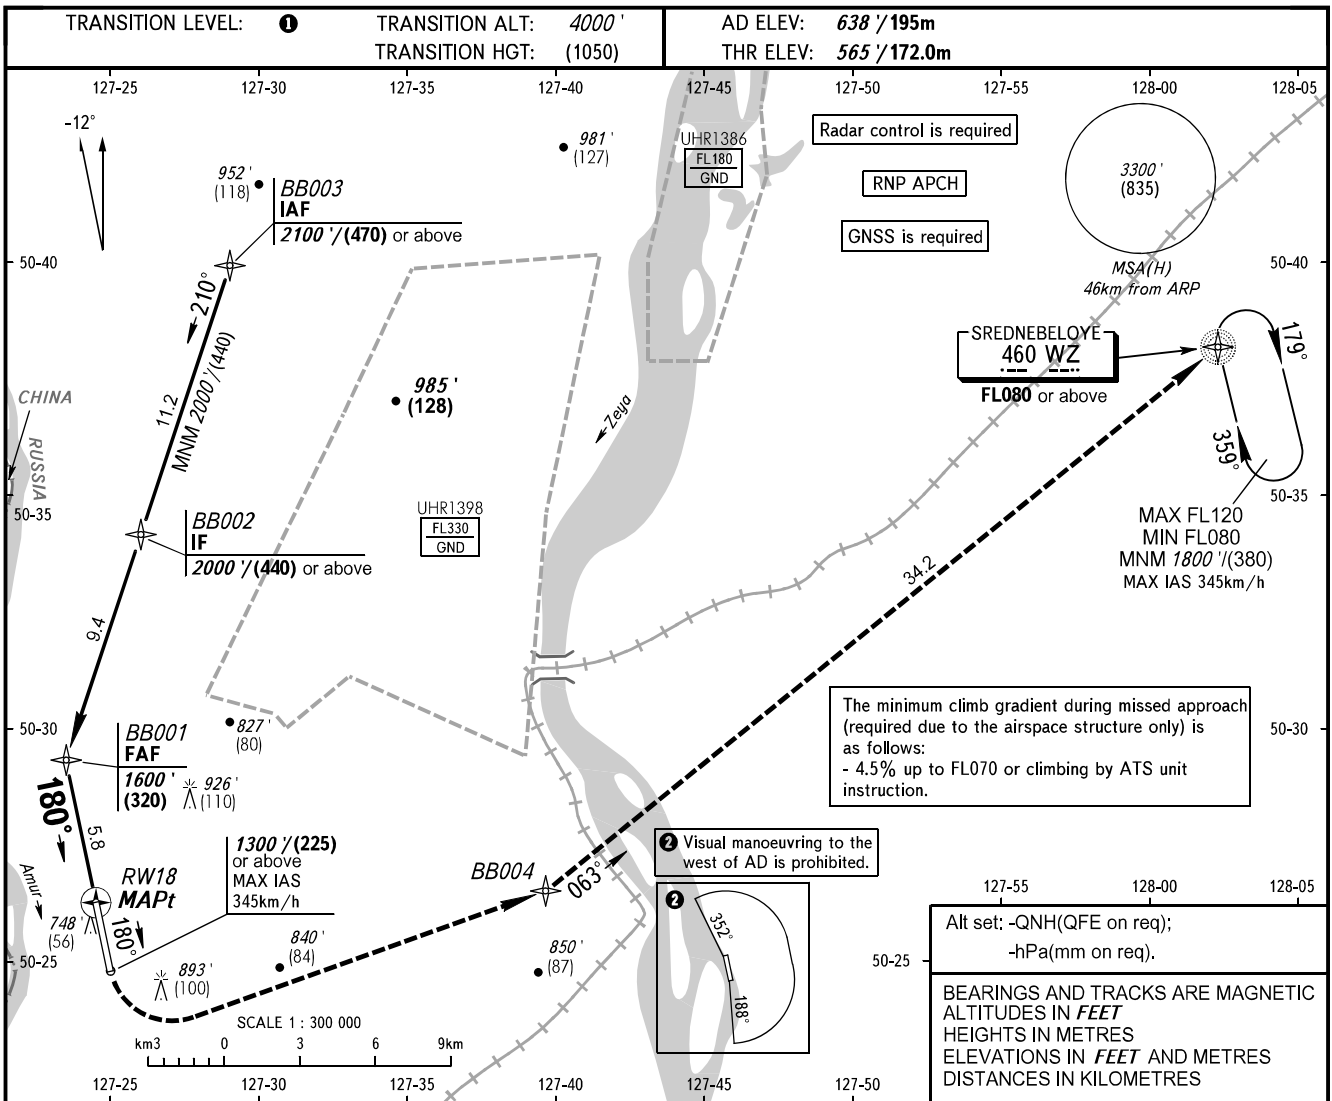 TRANSITION LEVEL: ❶
TRANSITION ALT: 4000 '
TRANSITION HGT: (1050)
AD ELEV: 638 '/195m
THR ELEV: 565 '/172.0m
127-25 127-30 127-35 127-40 127-45 127-50 127-55 128-00 128-05
-12°
952 '
(118)
BB003
IAF
2100 '/(470) or above
981 '
(127)
UHR1386
FL180
GND
Radar control is required
RNP APCH
GNSS is required
3300 '
(835)
MSA(H)
46km from ARP
50-40
50-40
210°
11.2
MNM 2000 '/(440)
CHINA
RUSSIA
985 '
(128)
Zeya
SREDNEBELOYE
460 WZ
FL080 or above
179°
359°
50-35
50-35
MAX FL120
MIN FL080
MNM 1800 '/(380)
MAX IAS 345km/h
BB002
IF
2000 '/(440) or above
UHR1398
FL330
GND
34.2
9.4
50-30
50-30
827 '
(80)
BB001
FAF
1600 '
(320)
926 '
(110)
180°
5.8
The minimum climb gradient during missed approach
(required due to the airspace structure only) is
as follows:
- 4.5% up to FL070 or climbing by ATS unit
instruction.
1300 '/(225)
or above
MAX IAS
345km/h
Amur
RW18
MAPt
748 '
(56)
180°
BB004
063°
❷ Visual manoeuvring to the
west of AD is prohibited.
❷
352°
188°
127-55 128-00 128-05
50-25
50-25
893 '
(100)
840 '
(84)
850 '
(87)
SCALE 1 : 300 000
km3 0 3 6 9km
127-25 127-30 127-35 127-40 127-45 127-50
Alt set: -QNH(QFE on req);
-hPa(mm on req).
BEARINGS AND TRACKS ARE MAGNETIC
ALTITUDES IN FEET
HEIGHTS IN METRES
ELEVATIONS IN FEET AND METRES
DISTANCES IN KILOMETRES